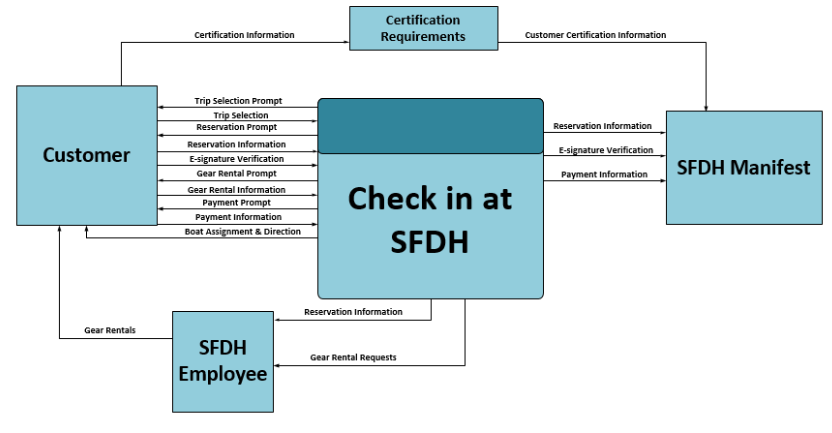 Certification
Requirements
Certification Information
Customer Certification Information
Customer
Trip Selection Prompt
Trip Selection
Reservation Prompt
Reservation Information
E-signature Verification
Gear Rental Prompt
Gear Rental Information
Payment Prompt
Payment Information
Boat Assignment & Direction
Check in at
SFDH
Reservation Information
E-signature Verification
Payment Information
SFDH Manifest
Reservation Information
Gear Rentals
SFDH
Employee
Gear Rental Requests